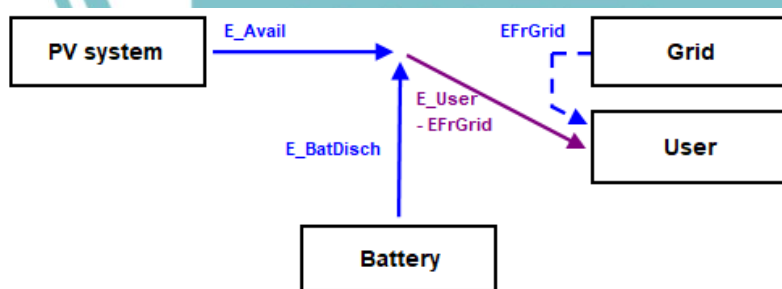 PV system
E_Avail
EFrGrid
Grid
E_User
- EFrGrid
User
E_BatDisch
Battery